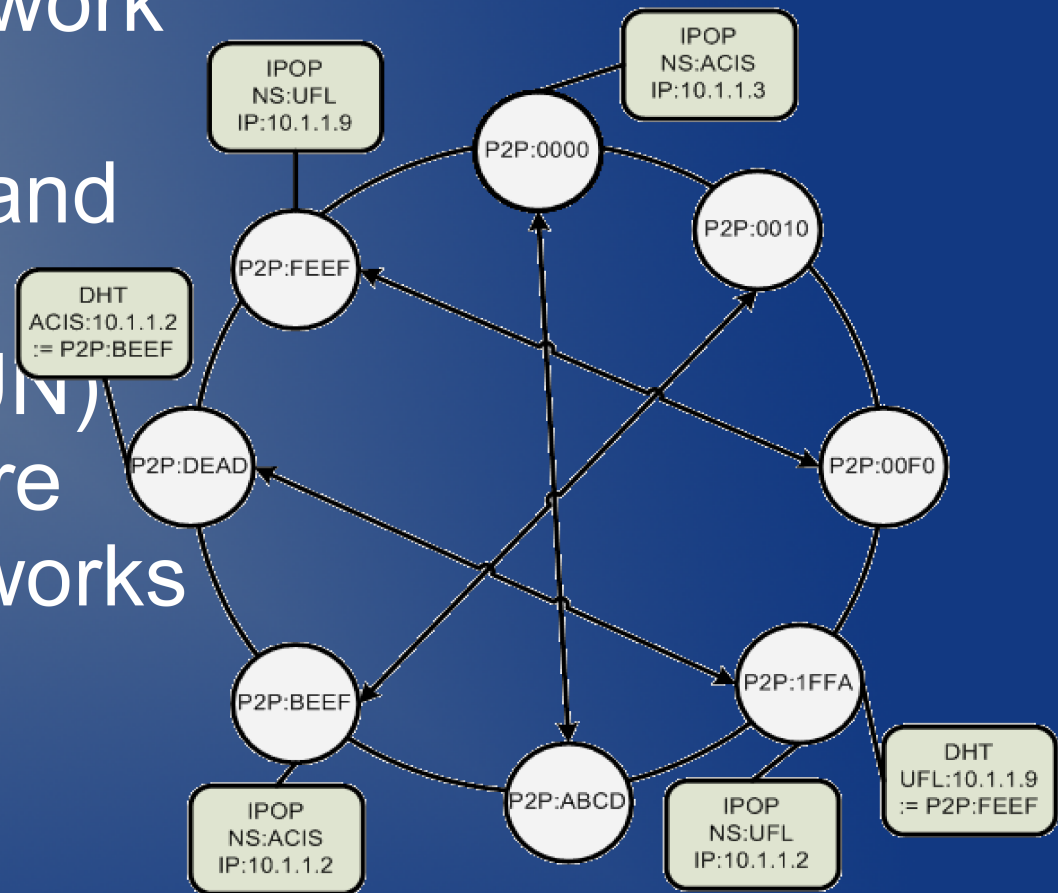 work
and
UN)
re
works
IPOP
NS:UFL
IP:10.1.1.9
IPOP
NS:ACIS
IP:10.1.1.3
P2P:0000
P2P:0010
P2P:FEEF
DHT
ACIS:10.1.1.2
:= P2P:BEEF
P2P:DEAD
P2P:00F0
P2P:BEEF
P2P:1FFA
P2P:ABCD
DHT
UFL:10.1.1.9
:= P2P:FEEF
IPOP
NS:ACIS
IP:10.1.1.2
IPOP
NS:UFL
IP:10.1.1.2